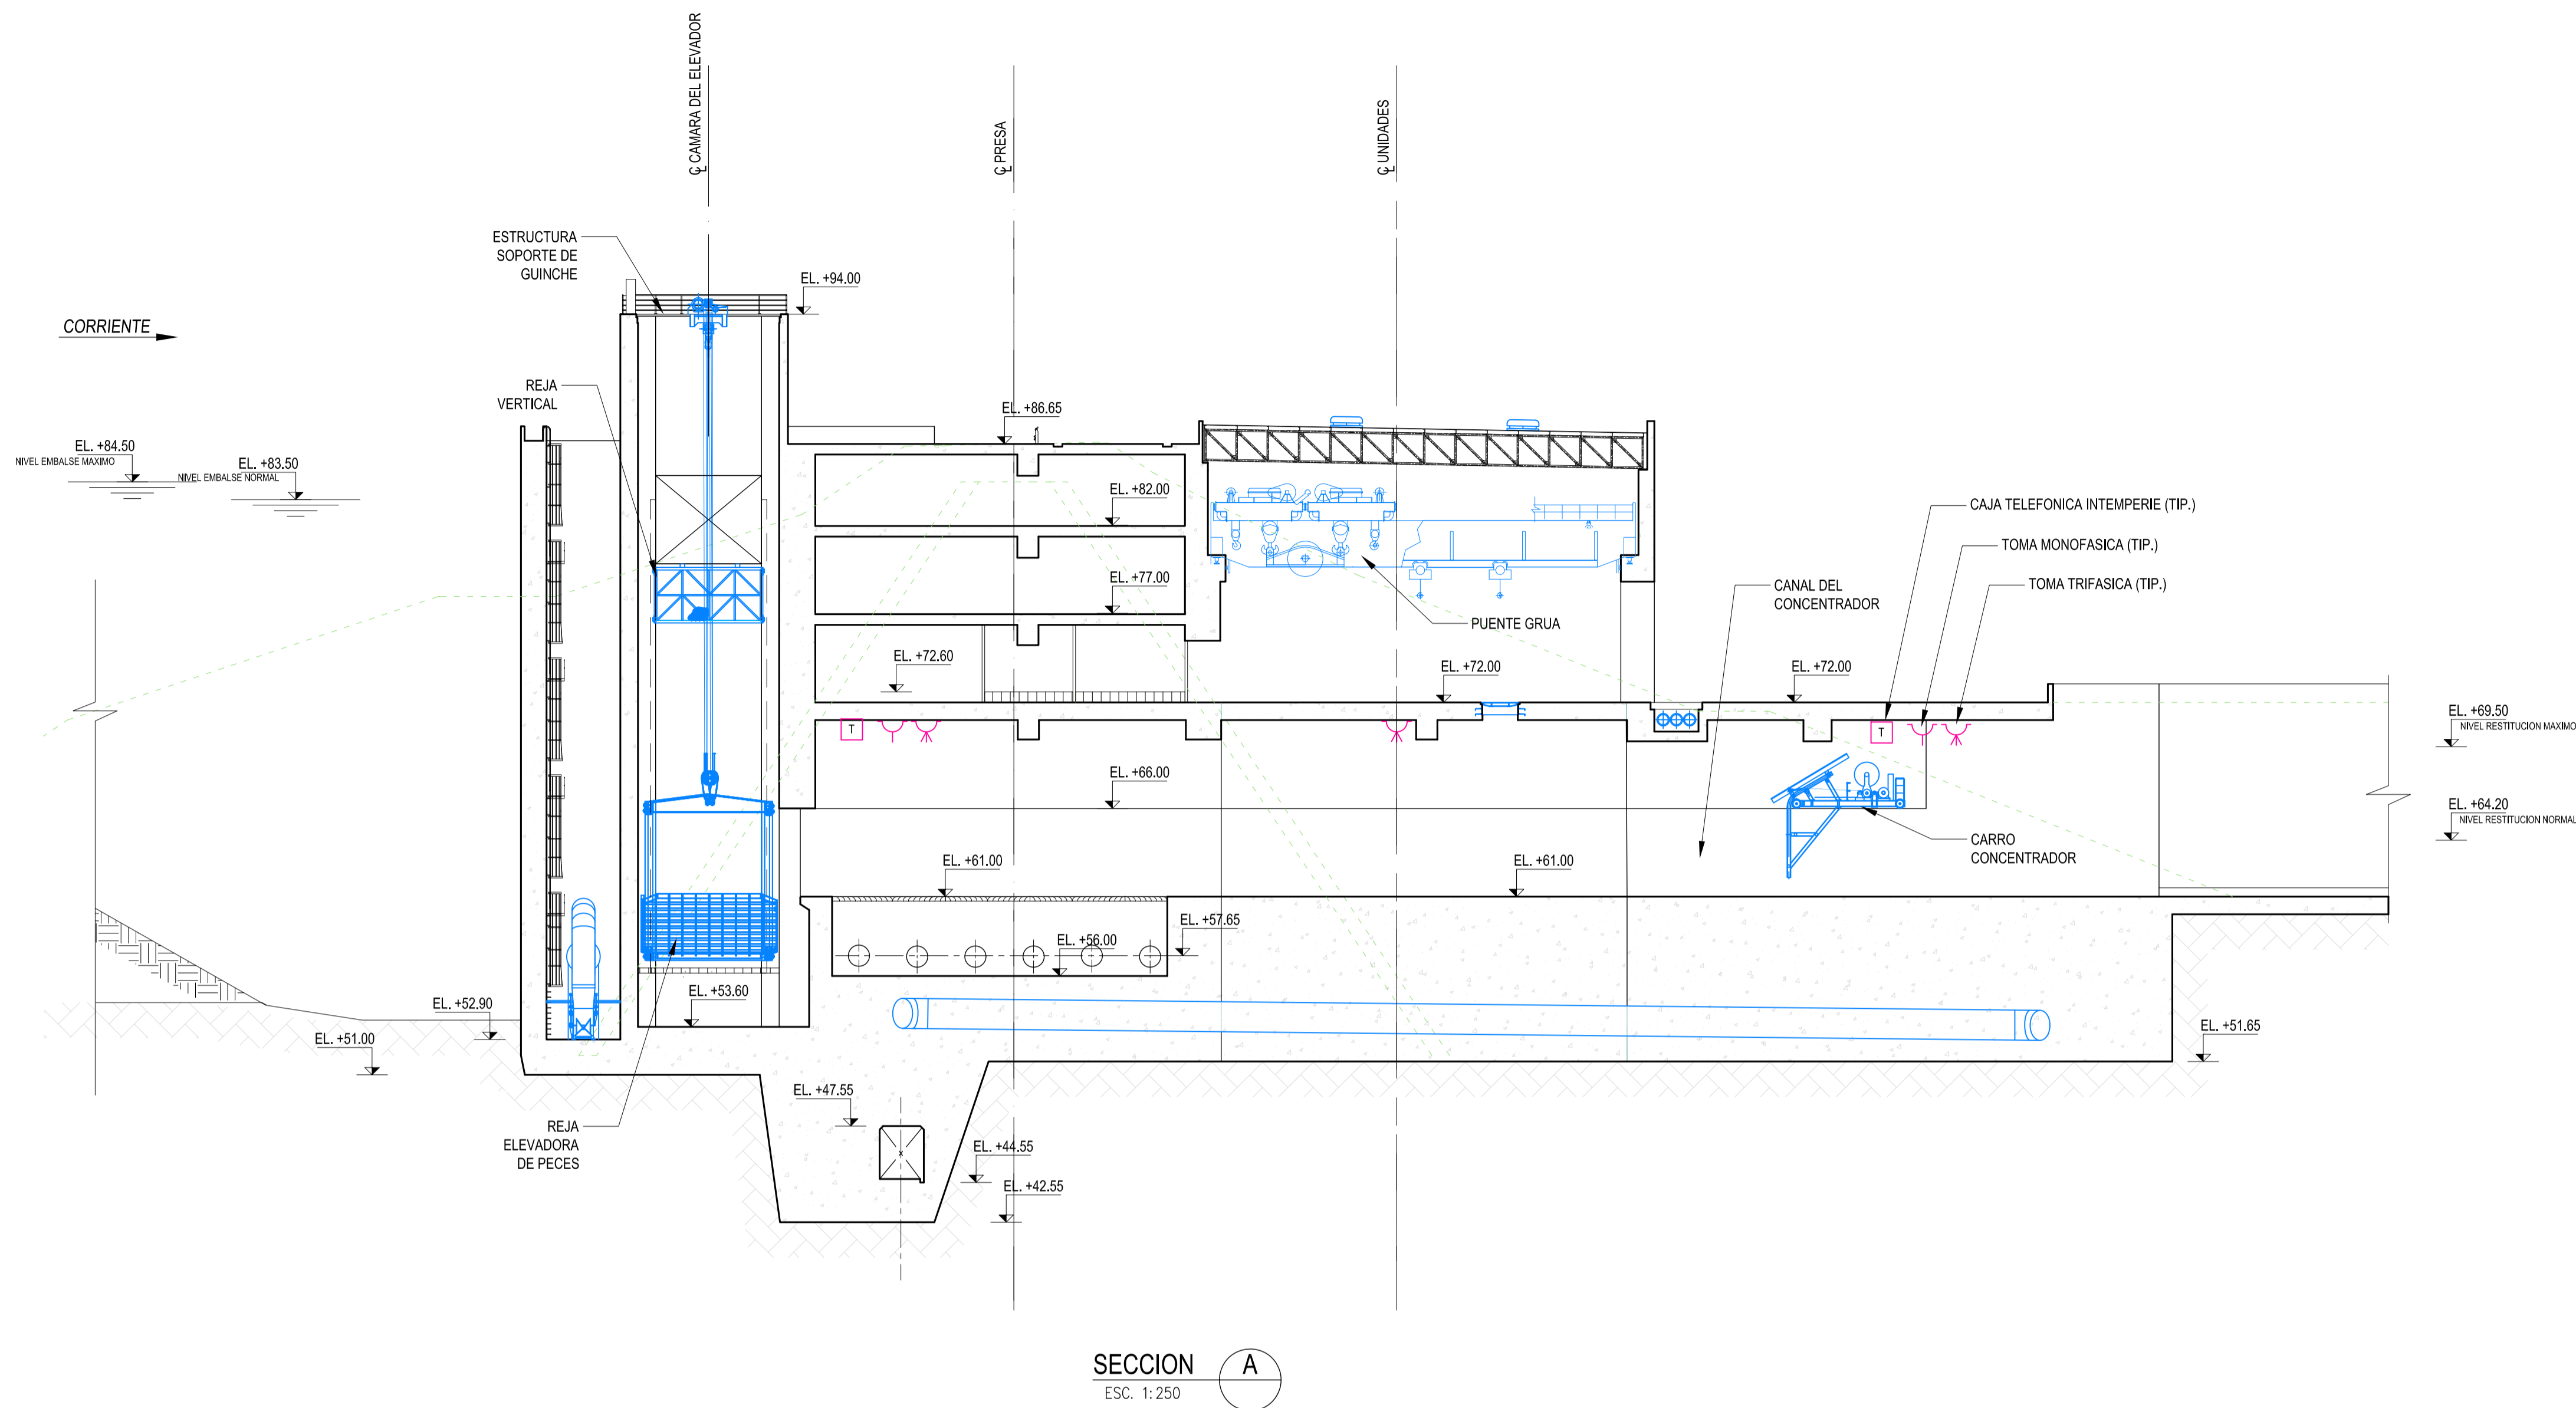 ℄ CAMARA DEL ELEVADOR
℄ PRESA
℄ UNIDADES
ESTRUCTURA
SOPORTE DE
GUINCHE
EL. +94.00
CORRIENTE
REJA
VERTICAL
EL. +86.65
EL. +84.50
NIVEL EMBALSE MAXIMO
EL. +83.50
NIVEL EMBALSE NORMAL
EL. +82.00
CAJA TELEFONICA INTEMPERIE (TIP.)
TOMA MONOFASICA (TIP.)
TOMA TRIFASICA (TIP.)
EL. +77.00
CANAL DEL
CONCENTRADOR
PUENTE GRUA
EL. +72.60
EL. +72.00
EL. +72.00
EL. +69.50
NIVEL RESTITUCION MAXIMO
T
T
EL. +66.00
EL. +64.20
NIVEL RESTITUCION NORMAL
CARRO
CONCENTRADOR
EL. +61.00
EL. +61.00
EL. +57.65
EL. +56.00
EL. +53.60
EL. +52.90
EL. +51.00
EL. +51.65
EL. +47.55
REJA
ELEVADORA
DE PECES
EL. +44.55
EL. +42.55
SECCION A
ESC. 1:250